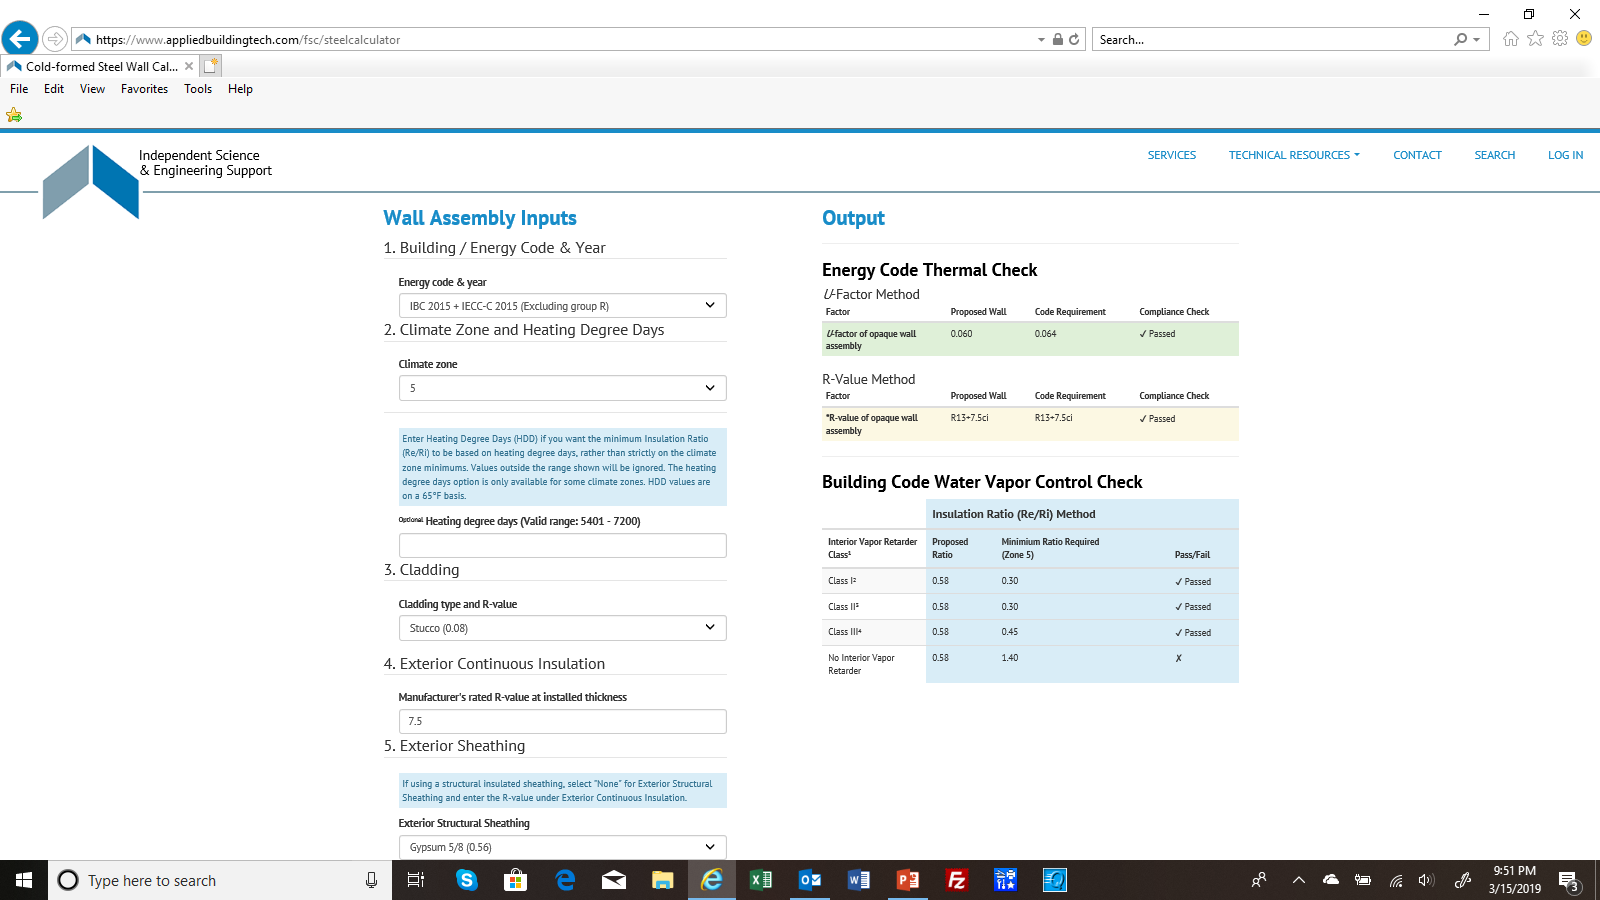 https://www.appliedbuildingtech.com/fsc/steelcalculator
Search...
Cold-formed Steel Wall Cal...
File Edit View Favorites Tools Help
Independent Science
& Engineering Support
SERVICES TECHNICAL RESOURCES CONTACT SEARCH LOG IN
Wall Assembly Inputs
1. Building / Energy Code & Year
Energy code & year
IBC 2015 + IECC-C 2015 (Excluding group R)
2. Climate Zone and Heating Degree Days
Climate zone
5
Enter Heating Degree Days (HDD) if you want the minimum Insulation Ratio
(Re/Ri) to be based on heating degree days, rather than strictly on the climate
zone minimums. Values outside the range shown will be ignored. The heating
degree days option is only available for some climate zones. HDD values are
on a 65°F basis.
Optional Heating degree days (Valid range: 5401 - 7200)
3. Cladding
Cladding type and R-value
Stucco (0.08)
4. Exterior Continuous Insulation
Manufacturer's rated R-value at installed thickness
7.5
5. Exterior Sheathing
If using a structural insulated sheathing, select "None" for Exterior Structural
Sheathing and enter the R-value under Exterior Continuous Insulation.
Exterior Structural Sheathing
Gypsum 5/8 (0.56)
Output
Energy Code Thermal Check
U-Factor Method
Factor Proposed Wall Code Requirement Compliance Check
U-factor of opaque wall assembly 0.060 0.064 ✓ Passed
R-Value Method
Factor Proposed Wall Code Requirement Compliance Check
*R-value of opaque wall assembly R13+7.5ci R13+7.5ci ✓ Passed
Building Code Water Vapor Control Check
Insulation Ratio (Re/Ri) Method
Interior Vapor Retarder Class¹ Proposed Ratio Minimium Ratio Required (Zone 5) Pass/Fail
Class I² 0.58 0.30 ✓ Passed
Class II³ 0.58 0.30 ✓ Passed
Class III⁴ 0.58 0.45 ✓ Passed
No Interior Vapor Retarder 0.58 1.40 ✗
Type here to search
9:51 PM
3/15/2019
3